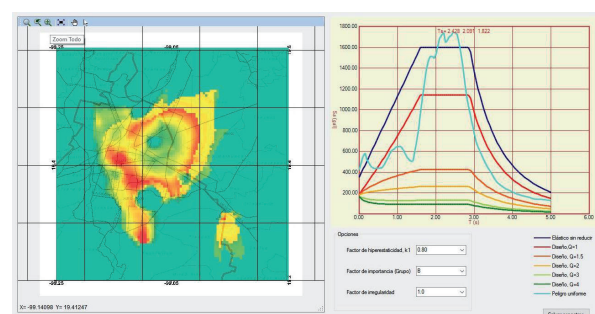 Zoom Todo
-99.25
-99.05
19.4
19.4
-99.25
-99.05
19.2
X= -99.14098 Y= 19.41247
1800.00
1600.00
1400.00
1200.00
1000.00
800.00
600.00
400.00
200.00
0.00
1.00
2.00
3.00
4.00
5.00
6.00
T (s)
Opciones
Factor de hiperestaticidad, k1
0.80
Factor de importancia (Grupo)
B
Factor de irregularidad
1.0
Elástico sin reducir
Diseño, Q=1
Diseño, Q=1.5
Diseño, Q=2
Diseño, Q=3
Diseño, Q=4
Peligro uniforme